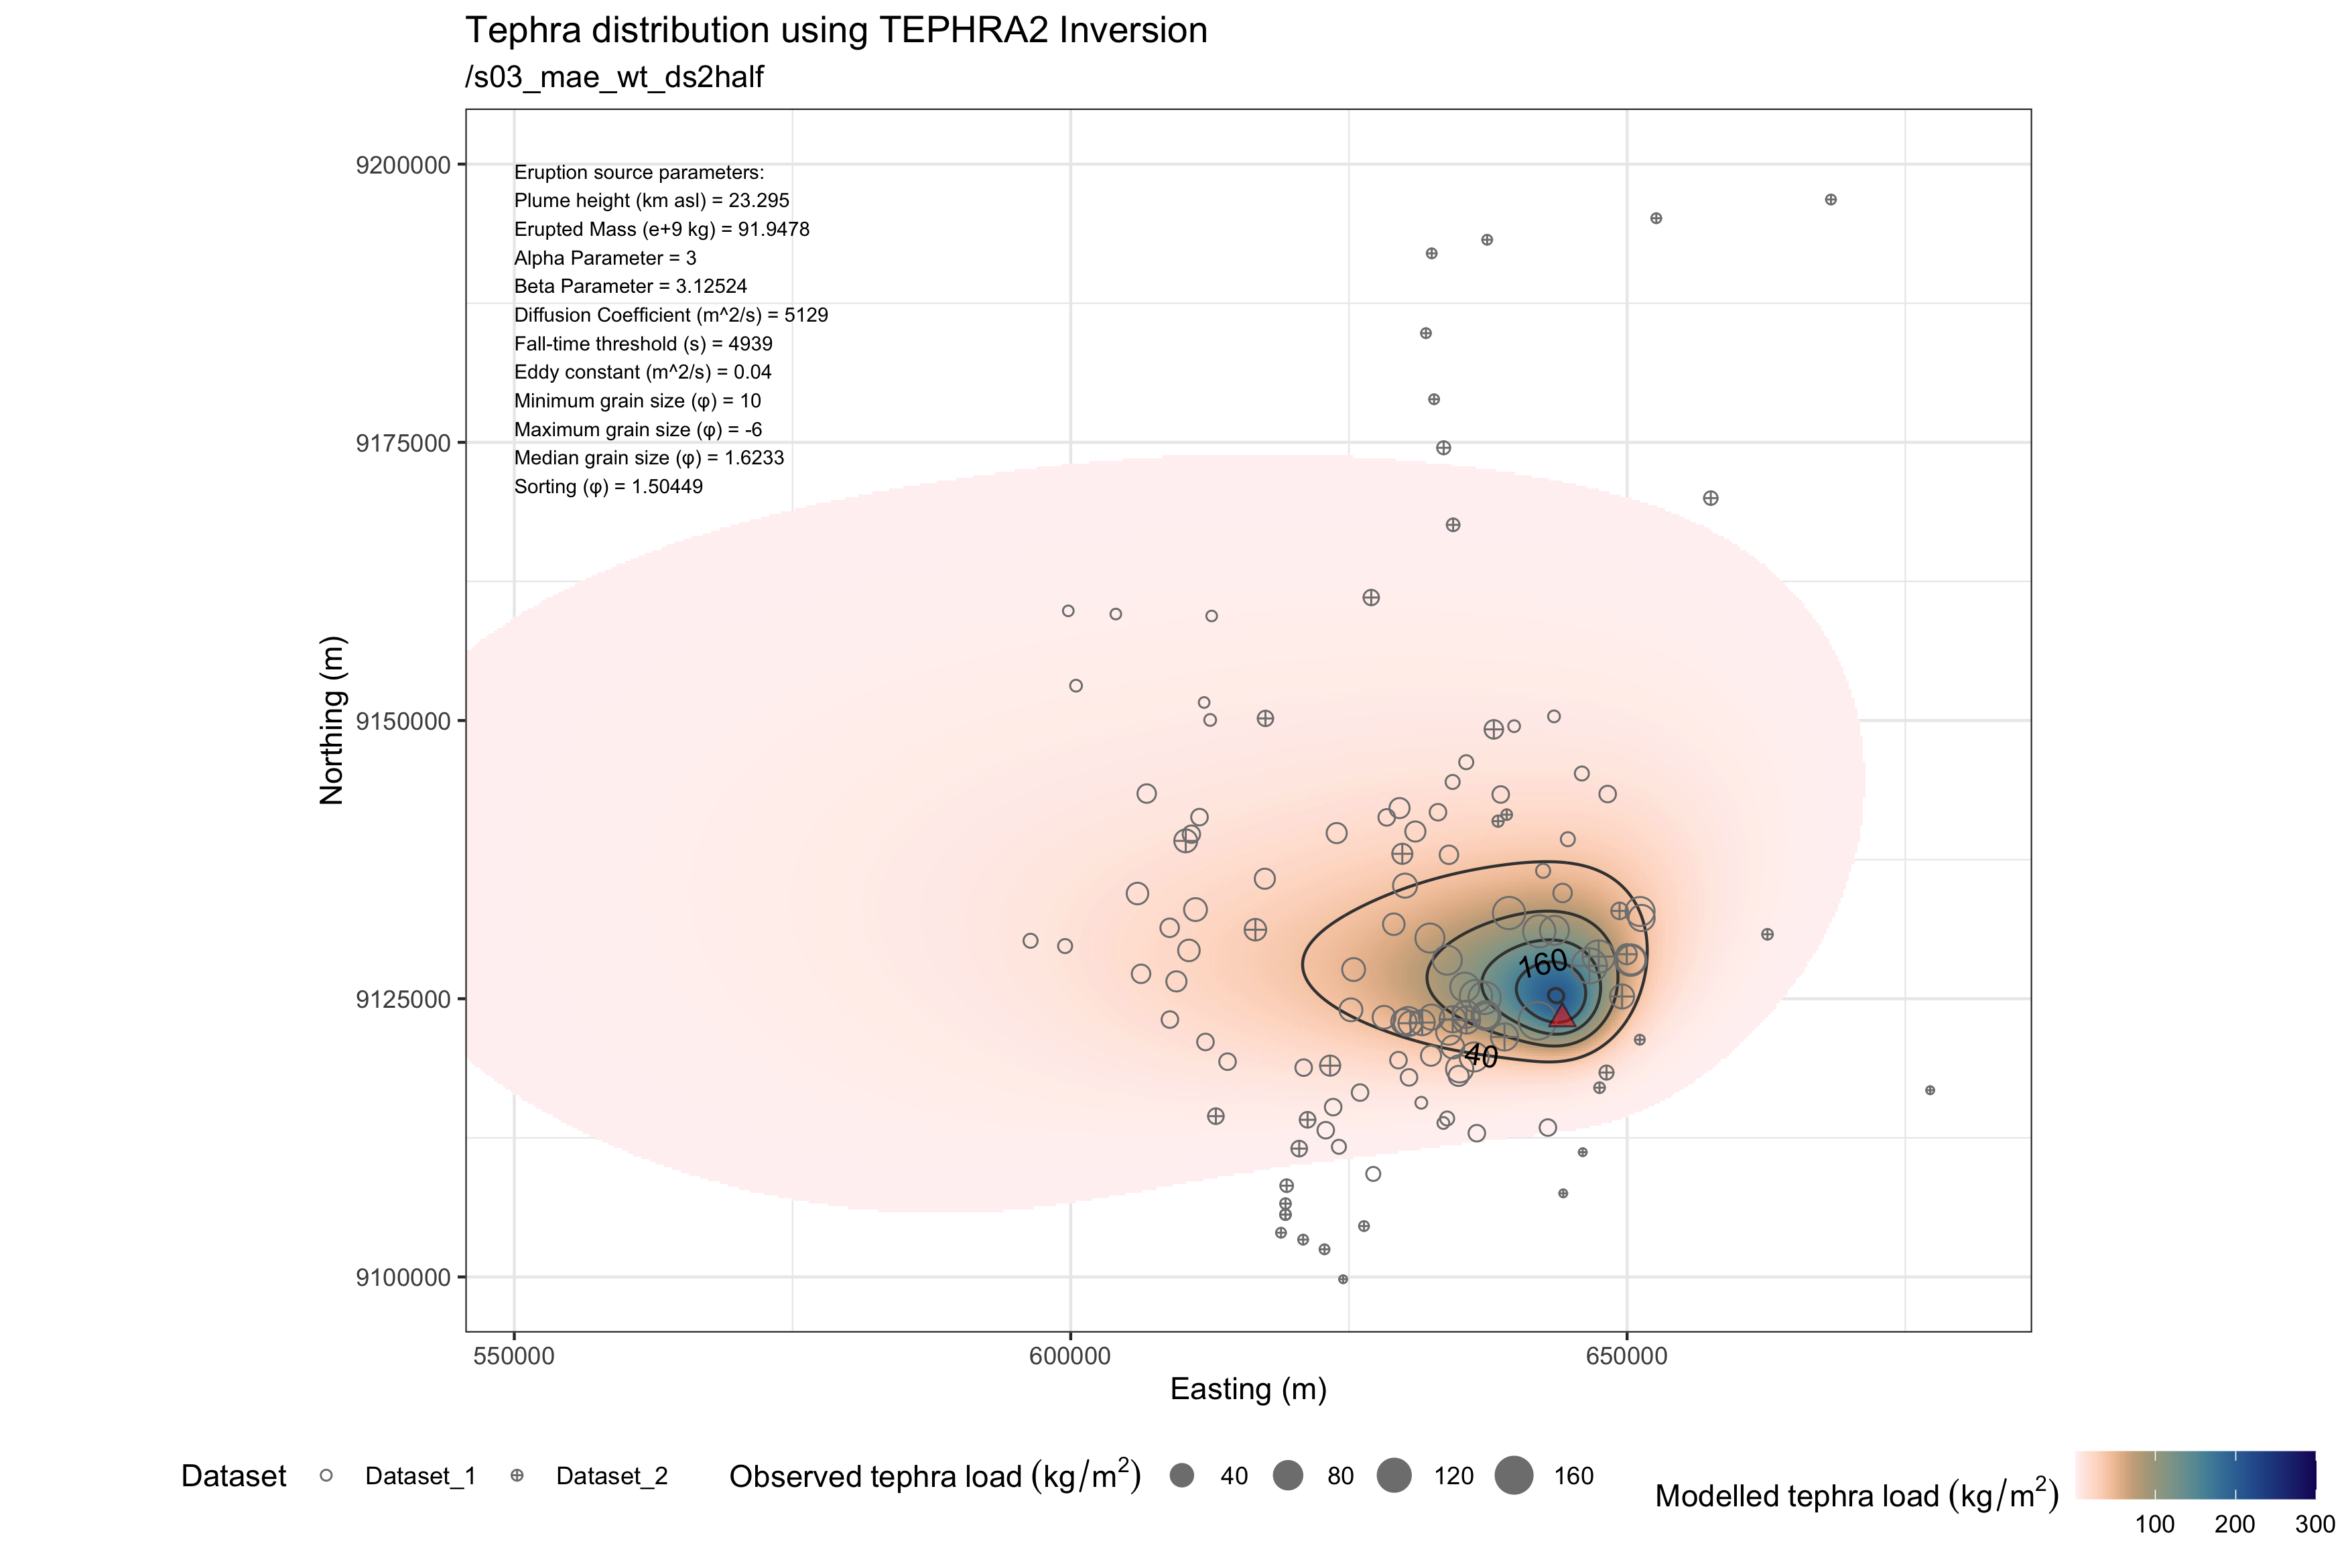 Tephra distribution using TEPHRA2 Inversion
/s03_mae_wt_ds2half
Eruption source parameters:
Plume height (km asl) = 23.295
Erupted Mass (e+9 kg) = 91.9478
Alpha Parameter = 3
Beta Parameter = 3.12524
Diffusion Coefficient (m^2/s) = 5129
Fall-time threshold (s) = 4939
Eddy constant (m^2/s) = 0.04
Minimum grain size (φ) = 10
Maximum grain size (φ) = -6
Median grain size (φ) = 1.6233
Sorting (φ) = 1.50449
9200000
9175000
9150000
9125000
9100000
Northing (m)
160
40
550000
600000
650000
Easting (m)
Dataset
Dataset_1
Dataset_2
Observed tephra load (kg/m²)
40
80
120
160
Modelled tephra load (kg/m²)
100
200
300